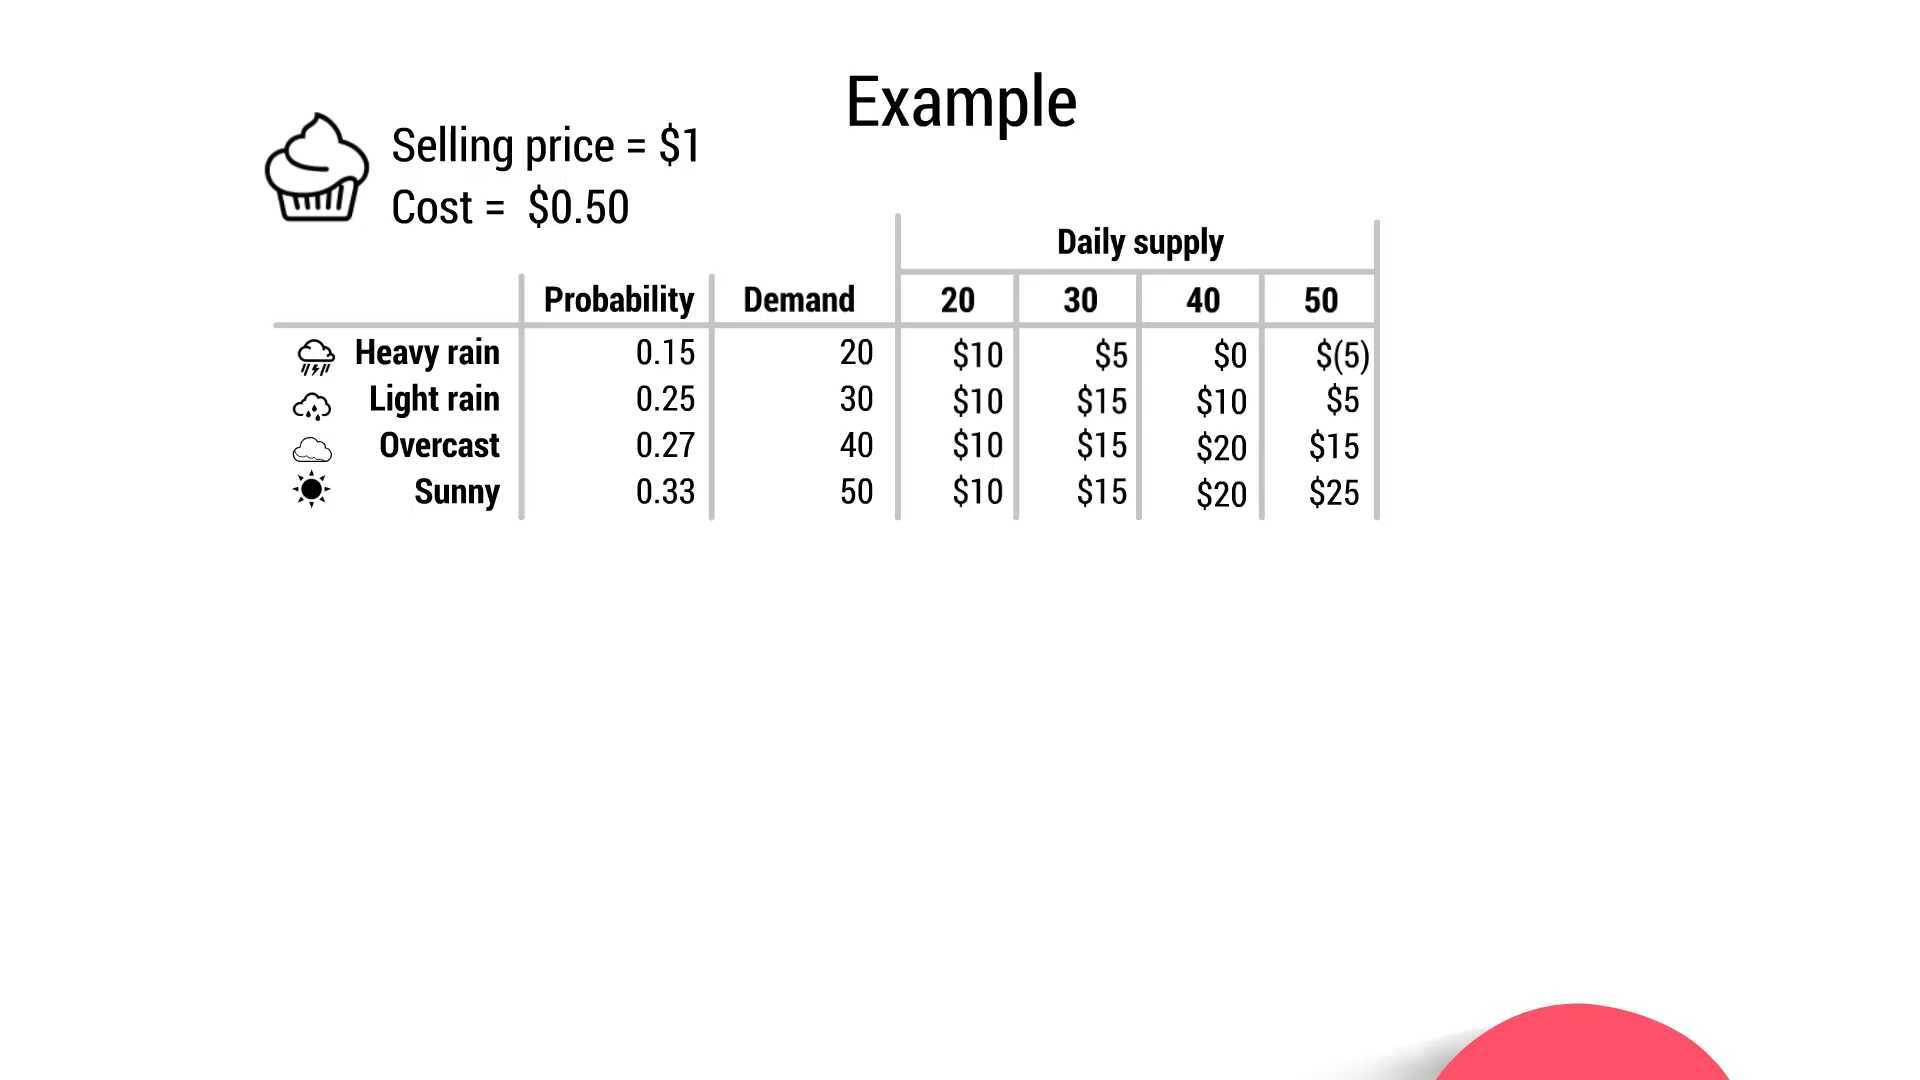 Example
Selling price = $1
Cost = $0.50
Daily supply
Probability Demand 20 30 40 50
Heavy rain 0.15 20 $10 $5 $0 $(5)
Light rain 0.25 30 $10 $15 $10 $5
Overcast 0.27 40 $10 $15 $20 $15
Sunny 0.33 50 $10 $15 $20 $25